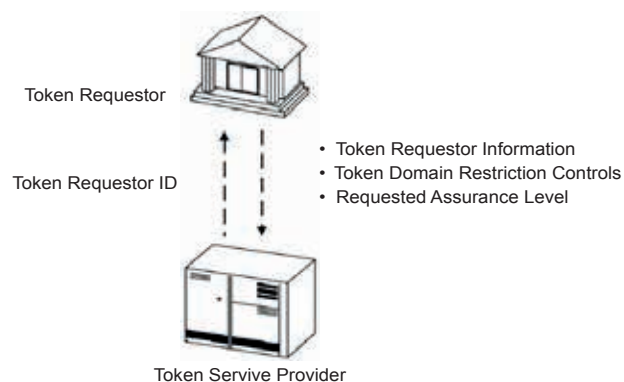 Token Requestor
Token Requestor ID
• Token Requestor Information
• Token Domain Restriction Controls
• Requested Assurance Level
Token Servive Provider